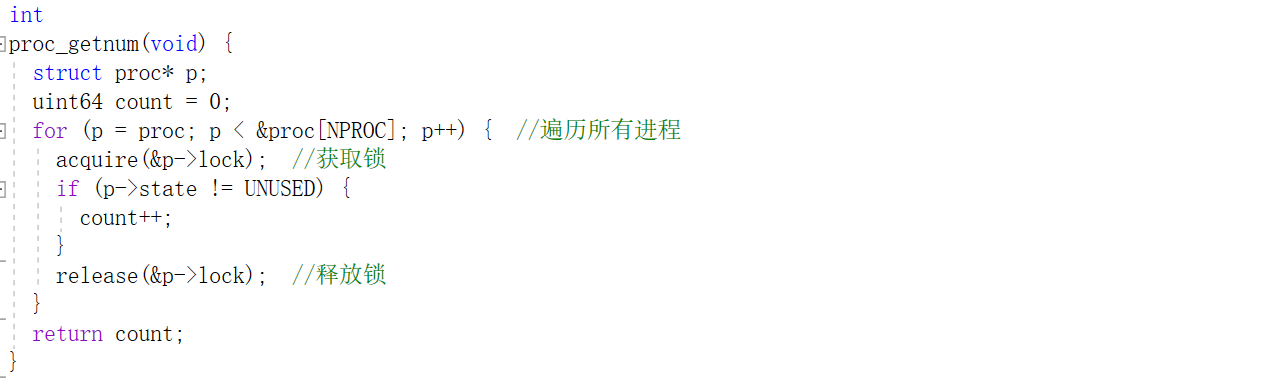 int
proc_getnum(void) {
  struct proc* p;
  uint64 count = 0;
  for (p = proc; p < &proc[NPROC]; p++) {  //遍历所有进程
    acquire(&p->lock);  //获取锁
    if (p->state != UNUSED) {
      count++;
    }
    release(&p->lock);  //释放锁
  }
  return count;
}